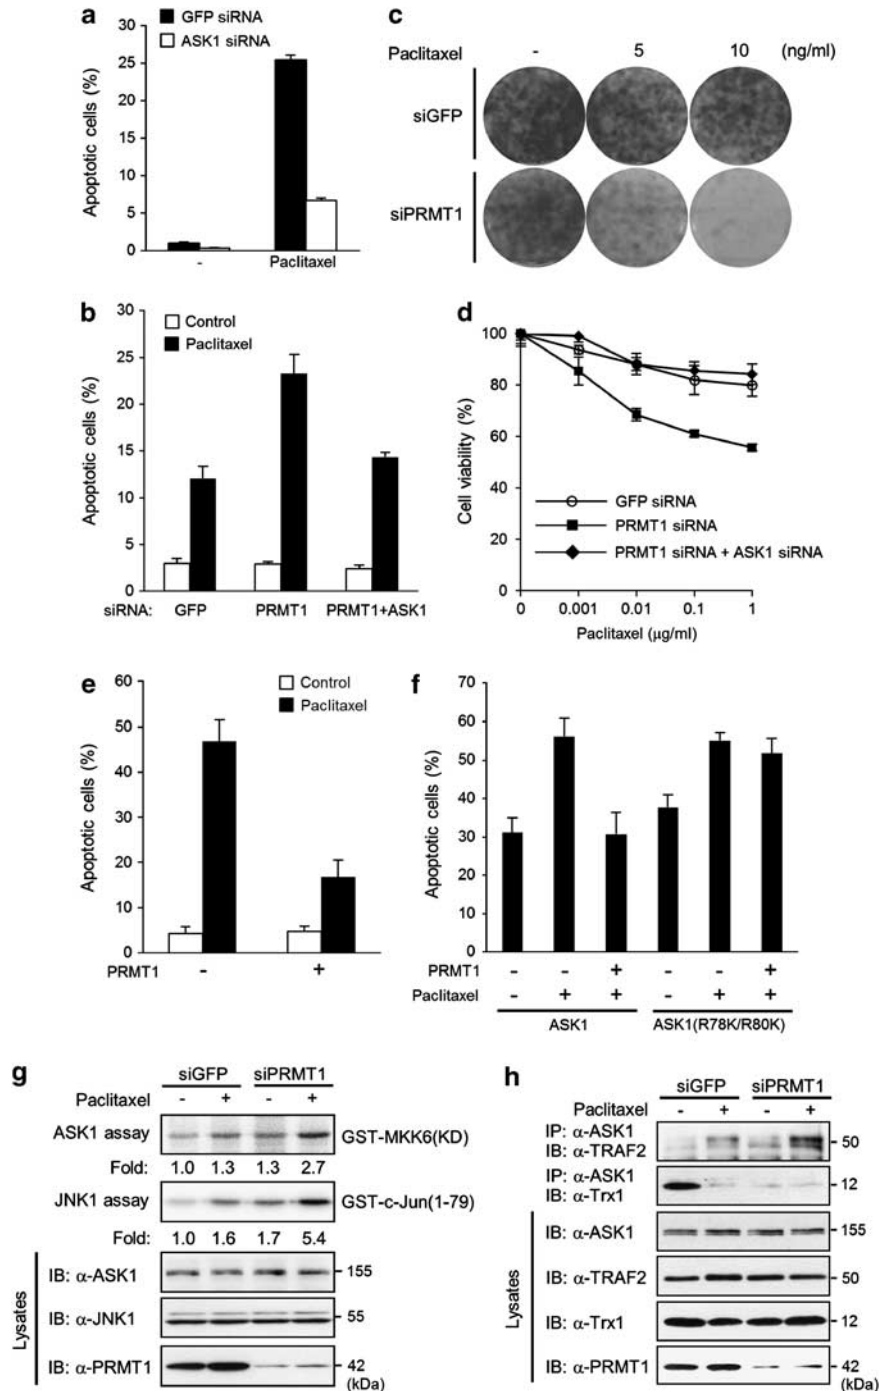 a
GFP siRNA
ASK1 siRNA
Apoptotic cells (%)
30
25
20
15
10
5
0
- Paclitaxel
c
Paclitaxel - 5 10 (ng/ml)
siGFP
siPRMT1
b
Control
Paclitaxel
Apoptotic cells (%)
30
25
20
15
10
5
0
siRNA: GFP PRMT1 PRMT1+ASK1
d
Cell viability (%)
100
80
60
40
20
0
GFP siRNA
PRMT1 siRNA
PRMT1 siRNA + ASK1 siRNA
0 0.001 0.01 0.1 1
Paclitaxel (μg/ml)
e
Control
Paclitaxel
Apoptotic cells (%)
60
50
40
30
20
10
0
PRMT1 - +
f
Apoptotic cells (%)
70
60
50
40
30
20
10
0
PRMT1 - - + - - +
Paclitaxel - + + - + +
ASK1 ASK1(R78K/R80K)
g
siGFP siPRMT1
Paclitaxel - + - +
ASK1 assay GST-MKK6(KD)
Fold: 1.0 1.3 1.3 2.7
JNK1 assay GST-c-Jun(1-79)
Fold: 1.0 1.6 1.7 5.4
Lysates
IB: α-ASK1 155
IB: α-JNK1 55
IB: α-PRMT1 42
(kDa)
h
siGFP siPRMT1
Paclitaxel - + - +
IP: α-ASK1
IB: α-TRAF2 50
IP: α-ASK1
IB: α-Trx1 12
Lysates
IB: α-ASK1 155
IB: α-TRAF2 50
IB: α-Trx1 12
IB: α-PRMT1 42
(kDa)